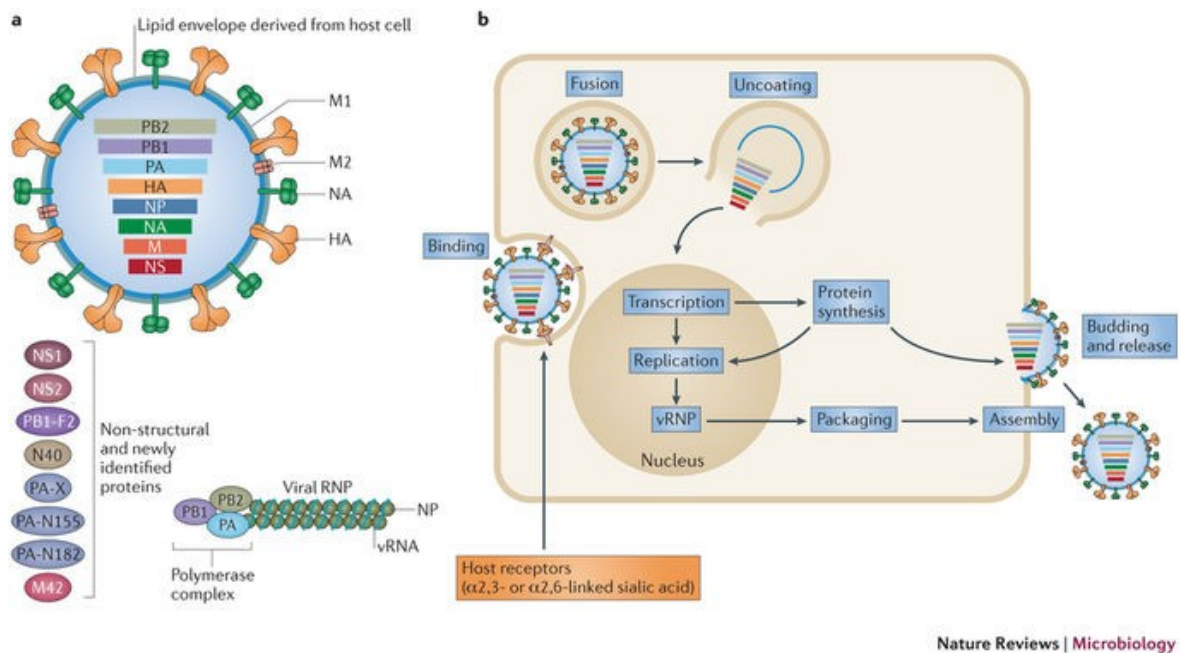 a
Lipid envelope derived from host cell
M1
PB2
PB1
PA
HA
NP
NA
M
NS
M2
NA
HA
NS1
NS2
PB1-F2
N40
PA-X
PA-N155
PA-N182
M42
Non-structural
and newly
identified
proteins
Viral RNP
PB1
PB2
PA
NP
vRNA
Polymerase
complex
b
Fusion
Uncoating
Binding
Transcription
Protein
synthesis
Replication
Budding
and release
vRNP
Packaging
Assembly
Nucleus
Host receptors
(α2,3- or α2,6-linked sialic acid)
Nature Reviews | Microbiology